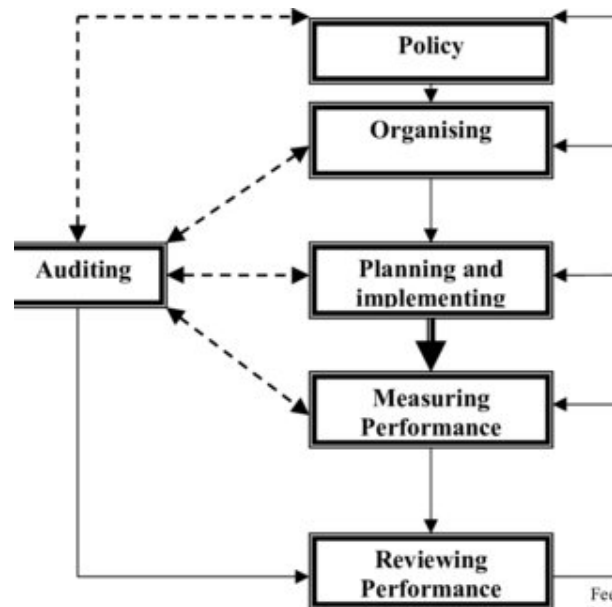 Policy
Organising
Auditing
Planning and
implementing
Measuring
Performance
Reviewing
Performance